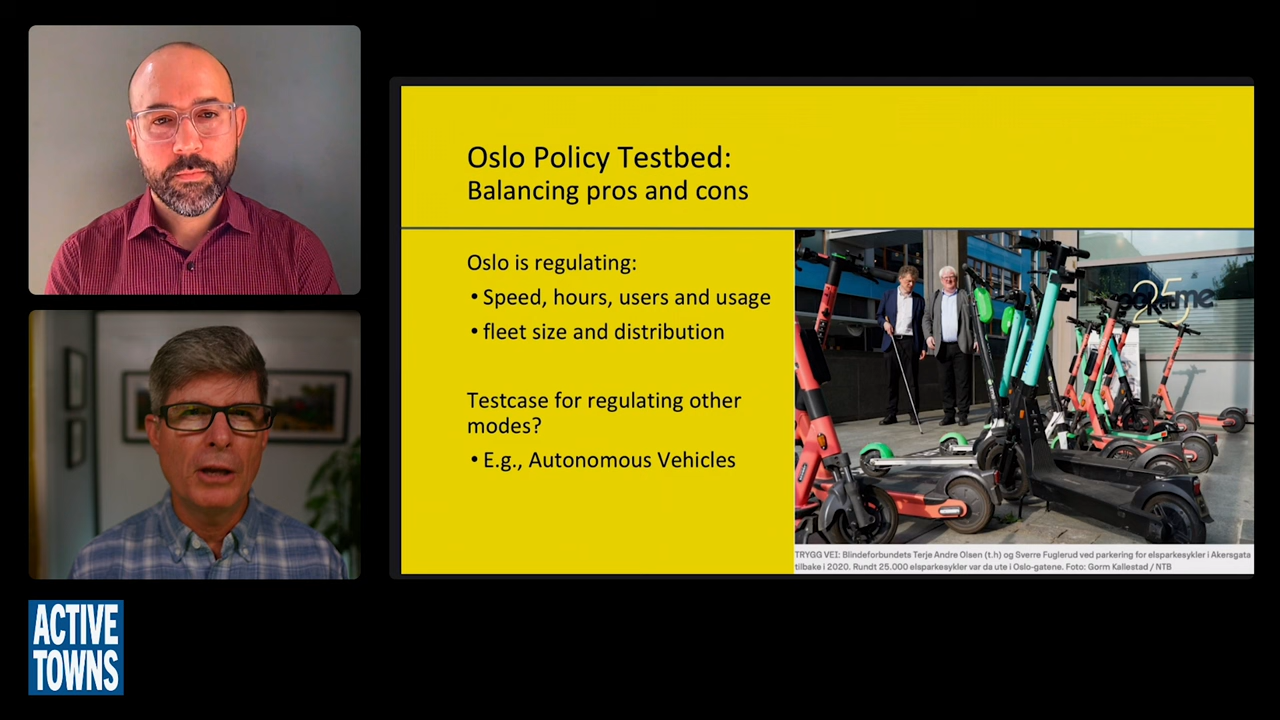 Oslo Policy Testbed:
Balancing pros and cons
Oslo is regulating:
• Speed, hours, users and usage
• fleet size and distribution
Testcase for regulating other
modes?
• E.g., Autonomous Vehicles
25
TRYGG VEI: Blindeforbundets Terje Andre Olsen (t.h) og Sverre Fuglerud ved parkering for elsparkesykler i Akersgata
tilbake i 2020. Rundt 25.000 elsparkesykler var da ute i Oslo-gatene. Foto: Gorm Kallestad / NTB
ACTIVE
TOWNS